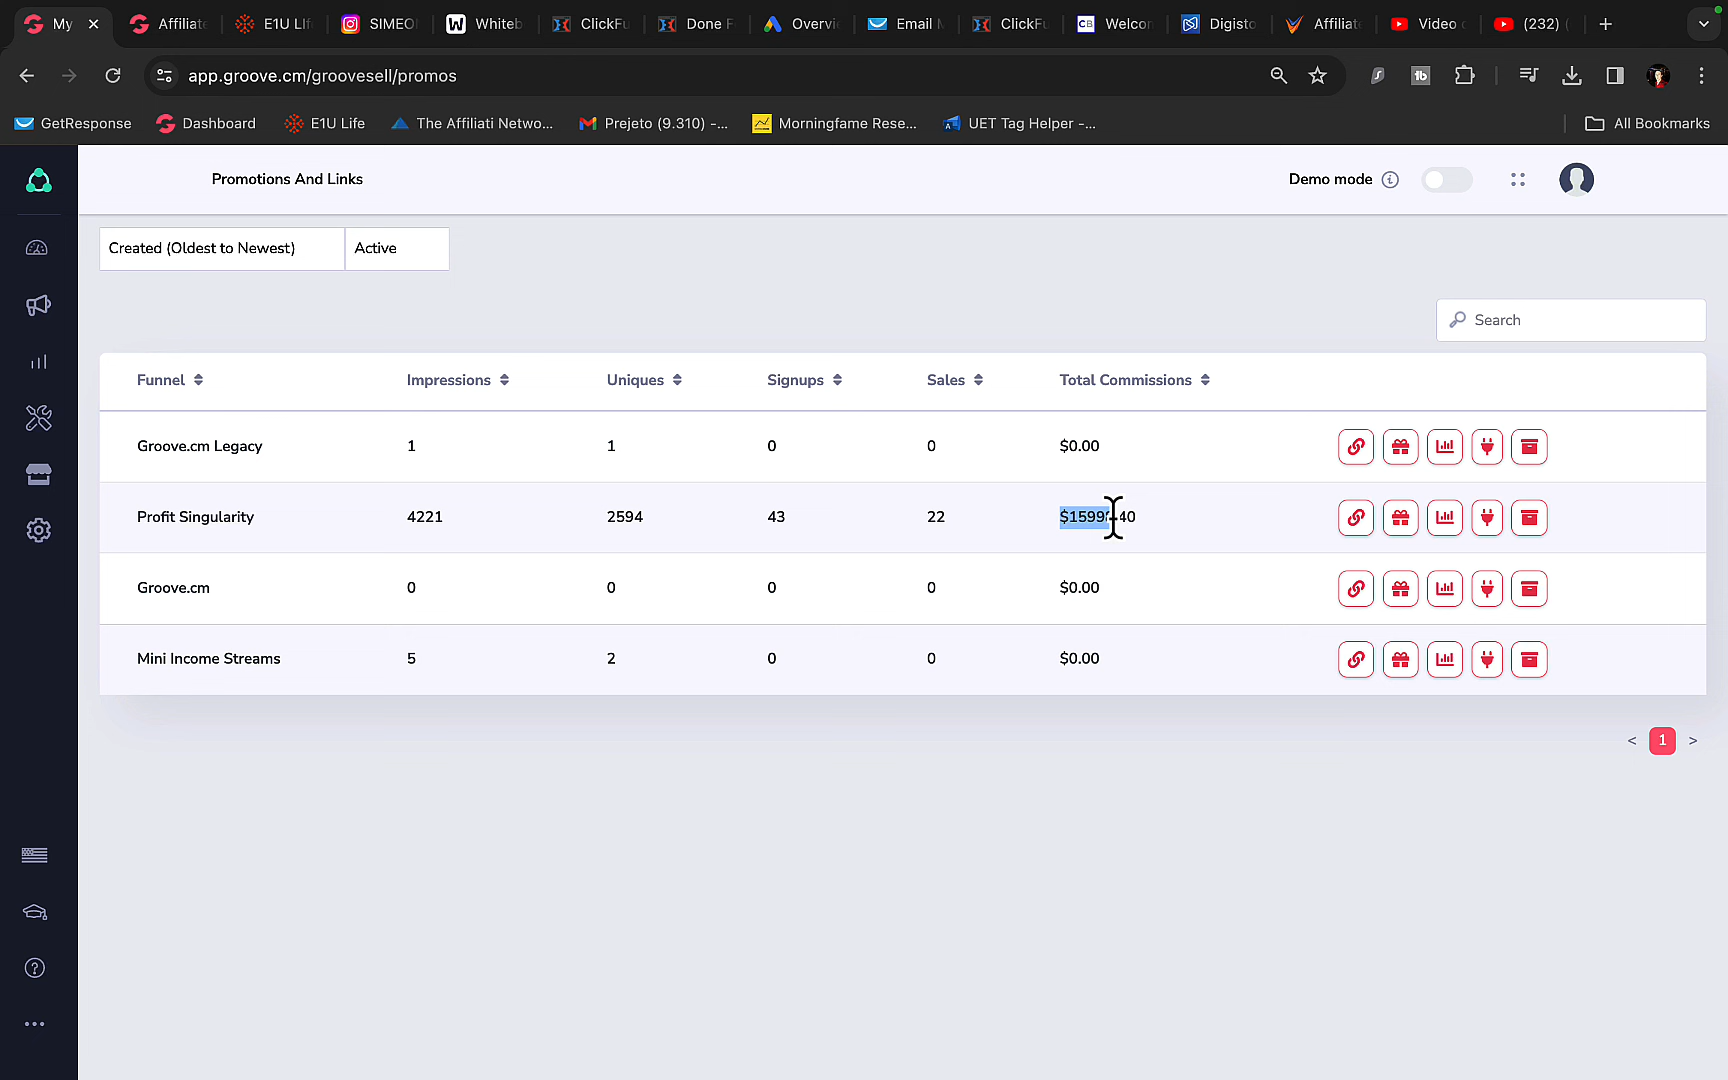 My
Affiliate
E1U Life
SIMEO
Whiteb
ClickFu
Done F
Overvie
Email M
ClickFu
CB
Welcon
Digisto
Affiliate
Video
(232)
app.groove.cm/groovesell/promos
tb
GetResponse
Dashboard
E1U Life
The Affiliati Netwo...
Prejeto (9.310) -...
Morningfame Rese...
UET Tag Helper -...
All Bookmarks
Promotions And Links
Demo mode
Created (Oldest to Newest)
Active
Search
Funnel Impressions Uniques Signups Sales Total Commissions
Groove.cm Legacy 1 1 0 0 $0.00
Profit Singularity 4221 2594 43 22
Groove.cm 0 0 0 0 $0.00
Mini Income Streams 5 2 0 0 $0.00
< 1 >